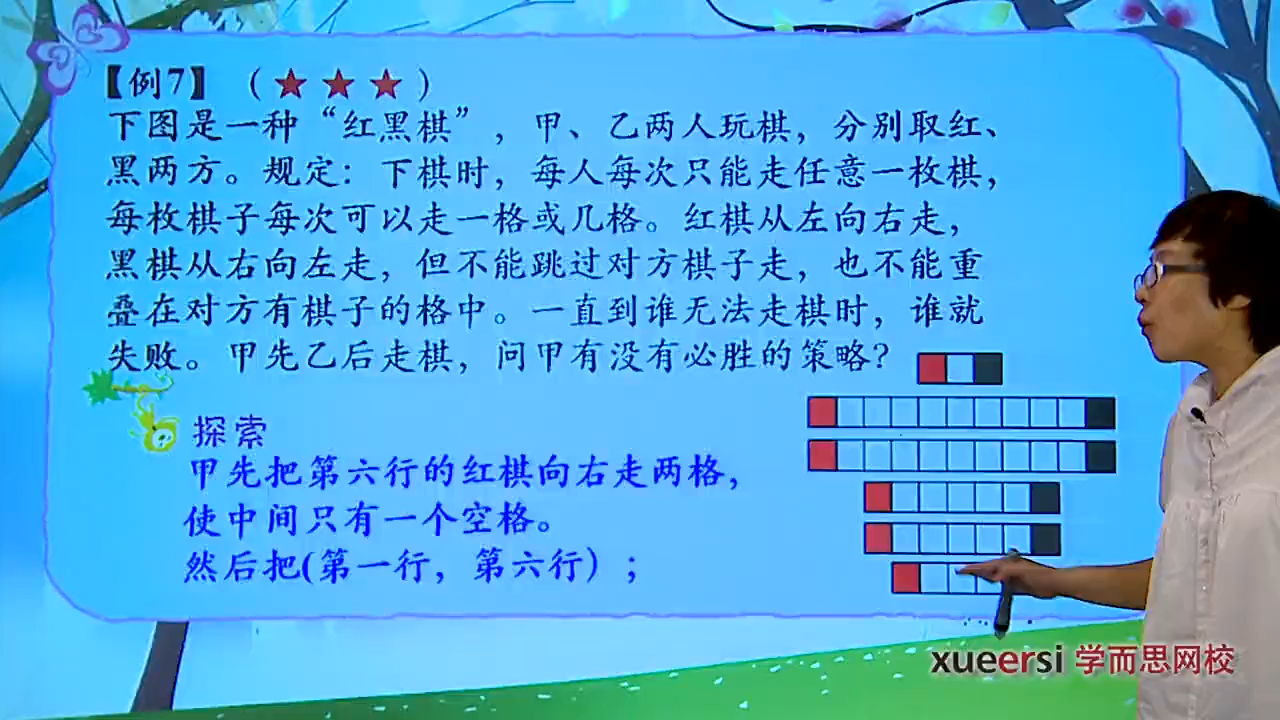 【例7】（★★★）
下图是一种“红黑棋”，甲、乙两人玩棋，分别取红、
黑两方。规定：下棋时，每人每次只能走任意一枚棋，
每枚棋子每次可以走一格或几格。红棋从左向右走，
黑棋从右向左走，但不能跳过对方棋子走，也不能重
叠在对方有棋子的格中。一直到谁无法走棋时，谁就
失败。甲先乙后走棋，问甲有没有必胜的策略？
探索
甲先把第六行的红棋向右走两格，
使中间只有一个空格。
然后把(第一行，第六行）；
xueersi 学而思网校